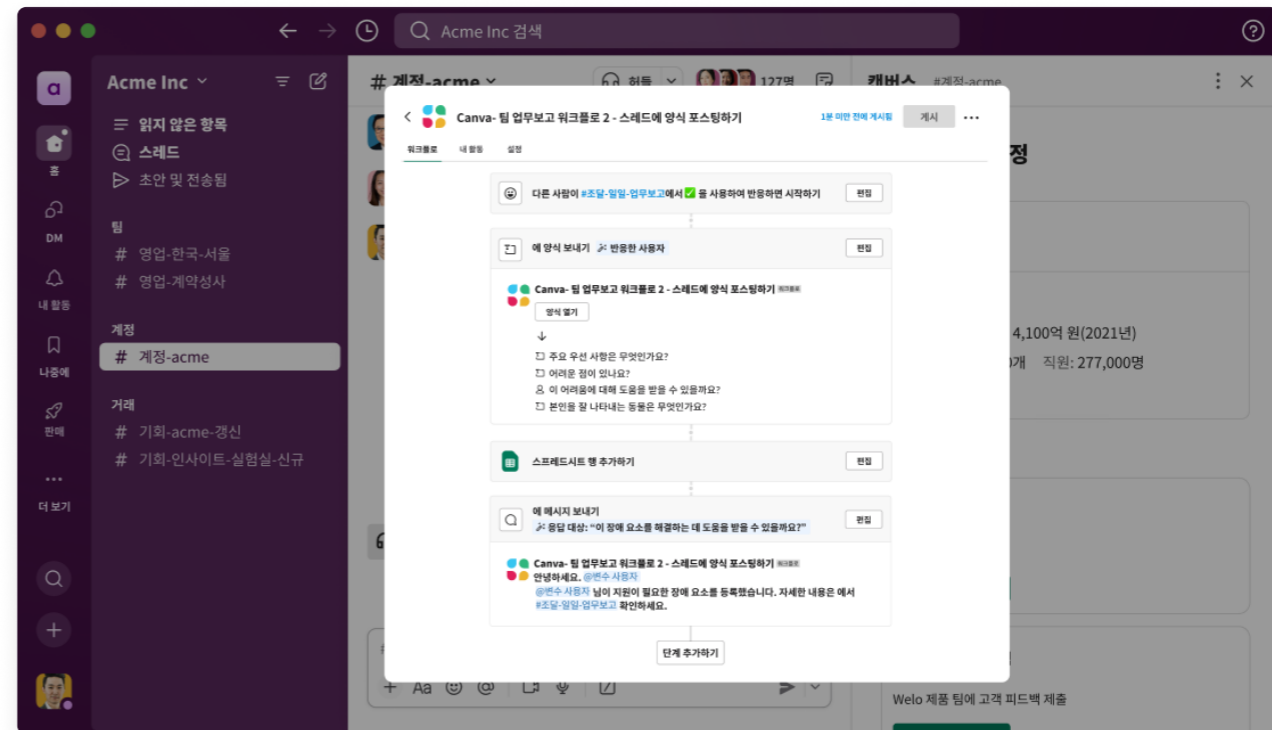 Acme Inc 검색
a
Acme Inc
읽지 않은 항목
스레드
초안 및 전송됨
팀
# 영업-한국-서울
# 영업-계약성사
계정
# 계정-acme
거래
# 기회-acme-갱신
# 기회-인사이트-실험실-신규
홈
DM
내 활동
나중에
판매
더 보기
# 계정-acme
허들
127명
캔버스 #계정-acme
Canva- 팀 업무보고 워크플로 2 - 스레드에 양식 포스팅하기
1분 미만 전에 게시됨
게시
워크플로 내 활동 설정
다른 사람이 #조달-일일-업무보고에서 ✅ 을 사용하여 반응하면 시작하기
편집
에 양식 보내기 반응한 사용자
편집
Canva- 팀 업무보고 워크플로 2 - 스레드에 양식 포스팅하기 워크플로
양식 열기
주요 우선 사항은 무엇인가요?
어려운 점이 있나요?
이 어려움에 대해 도움을 받을 수 있을까요?
본인을 잘 나타내는 동물은 무엇인가요?
스프레드시트 행 추가하기
편집
에 메시지 보내기
응답 대상: “이 장애 요소를 해결하는 데 도움을 받을 수 있을까요?”
편집
Canva- 팀 업무보고 워크플로 2 - 스레드에 양식 포스팅하기 워크플로
안녕하세요. @변수 사용자
@변수 사용자 님이 지원이 필요한 장애 요소를 등록했습니다. 자세한 내용은 에서
#조달-일일-업무보고 확인하세요.
단계 추가하기
Aa
정
4,100억 원(2021년)
개 직원: 277,000명
Welo 제품 팀에 고객 피드백 제출